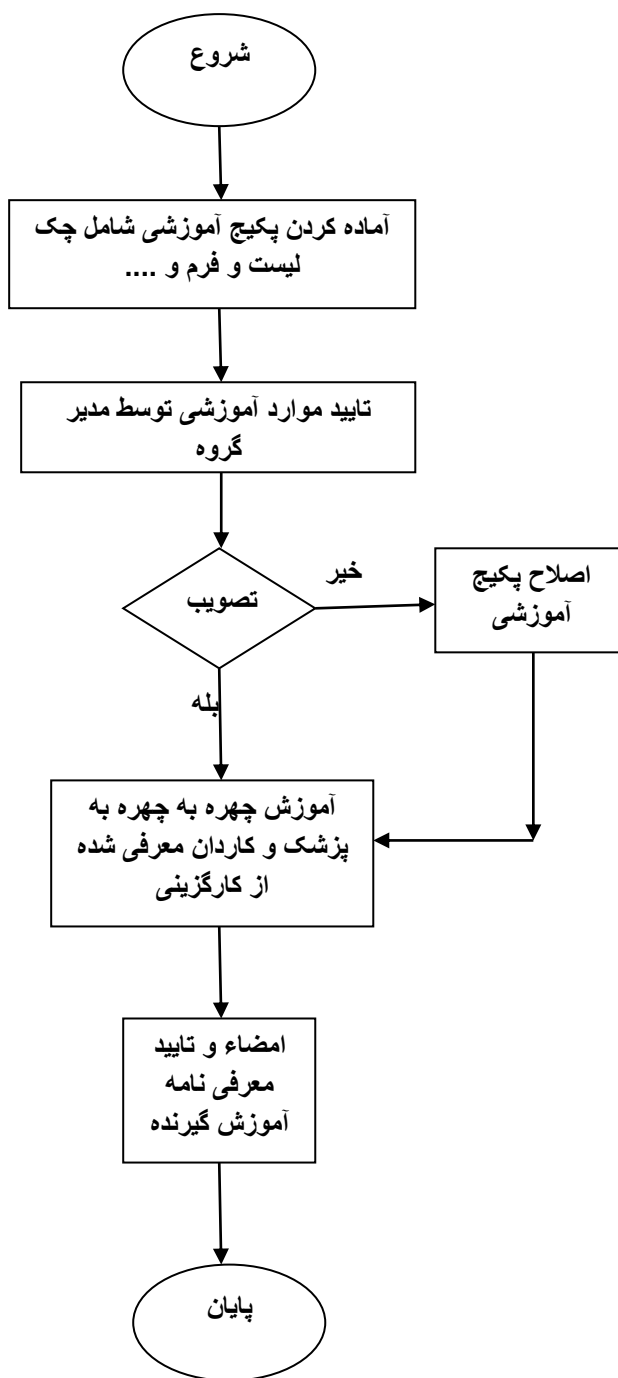 شروع
آماده کردن پکیج آموزشی شامل چک
لیست و فرم و ....
تایید موارد آموزشی توسط مدیر
گروه
تصویب
خیر
اصلاح پکیج
آموزشی
بله
آموزش چهره به چهره به
پزشک و کاردان معرفی شده
از کارگزینی
امضاء و تایید
معرفی نامه
آموزش گیرنده
پایان